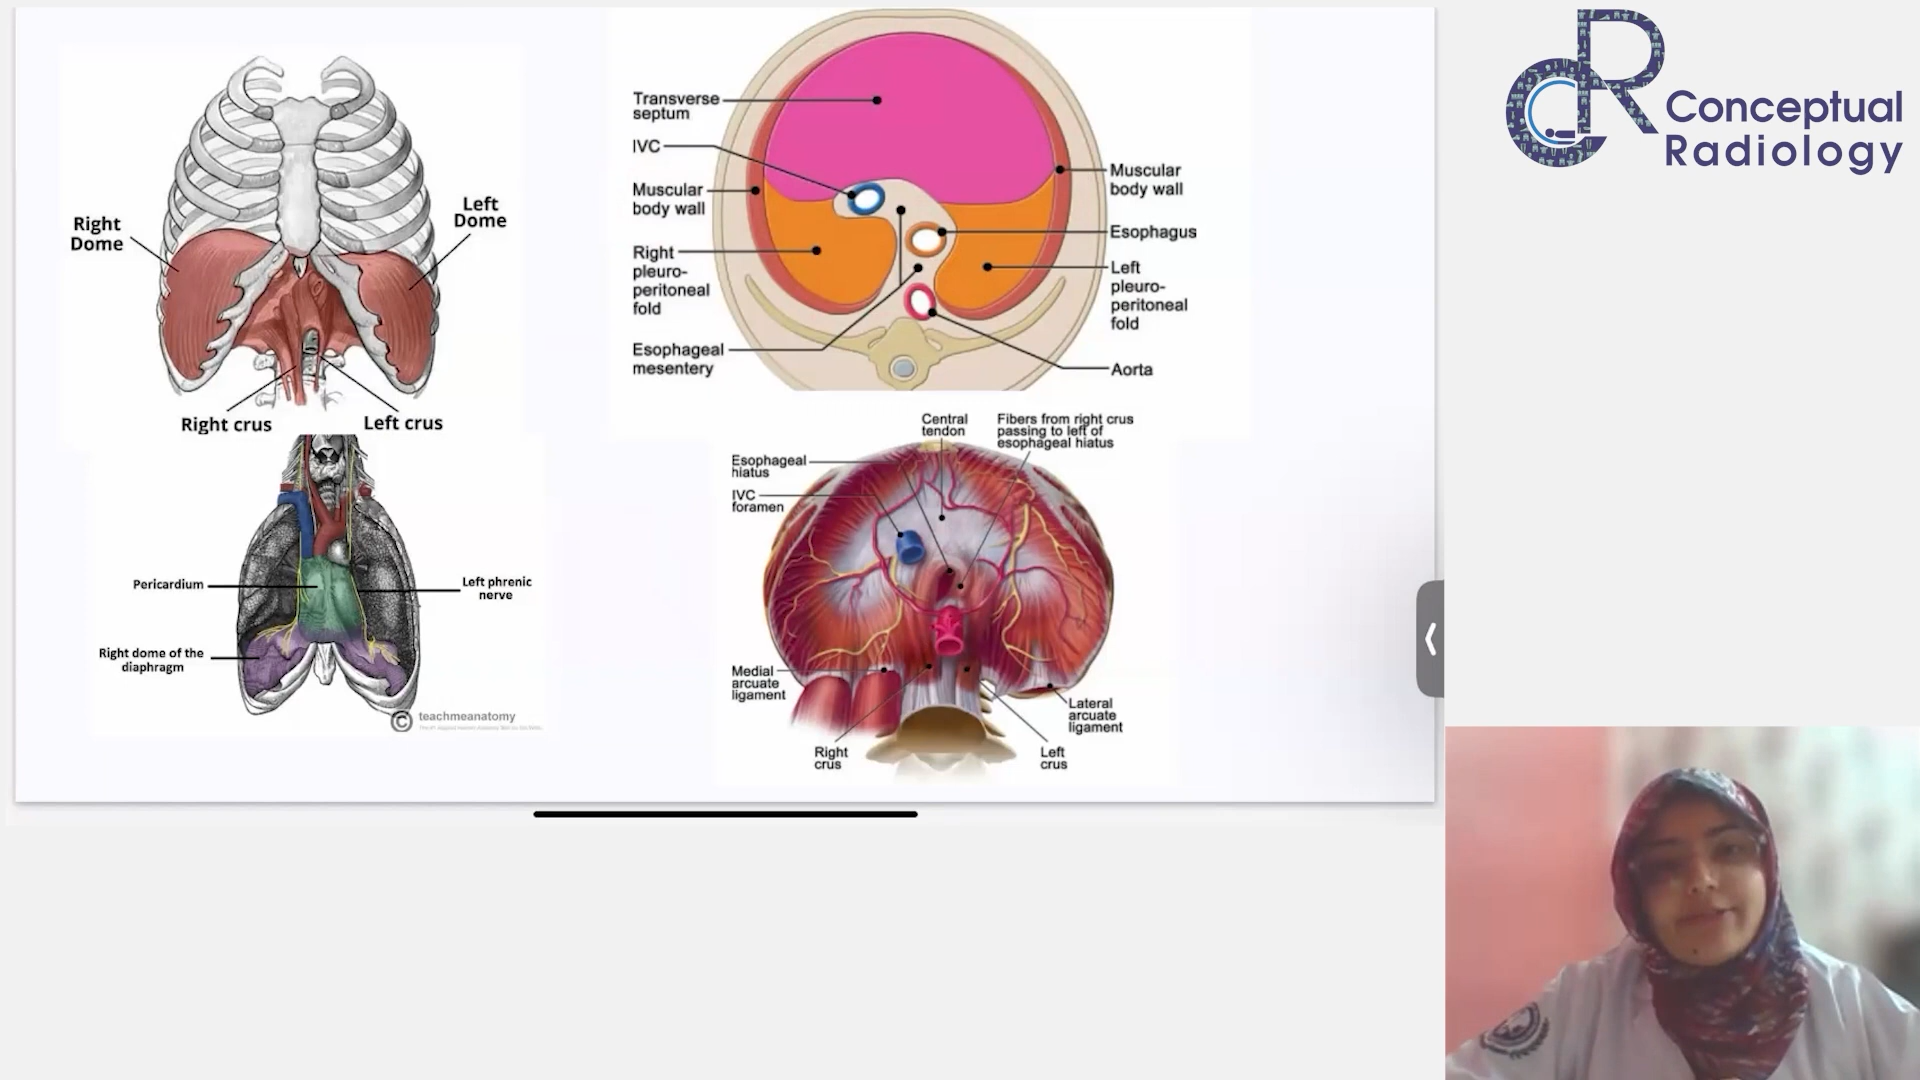 Right
Dome
Left
Dome
Right crus
Left crus
Pericardium
Left phrenic
nerve
Right dome of the
diaphragm
© teachmeanatomy
Transverse
septum
IVC
Muscular
body wall
Right
pleuro-
peritoneal
fold
Esophageal
mesentery
Muscular
body wall
Esophagus
Left
pleuro-
peritoneal
fold
Aorta
Central
tendon
Fibers from right crus
passing to left of
esophageal hiatus
Esophageal
hiatus
IVC
foramen
Medial
arcuate
ligament
Right
crus
Left
crus
Lateral
arcuate
ligament
CR
Conceptual
Radiology